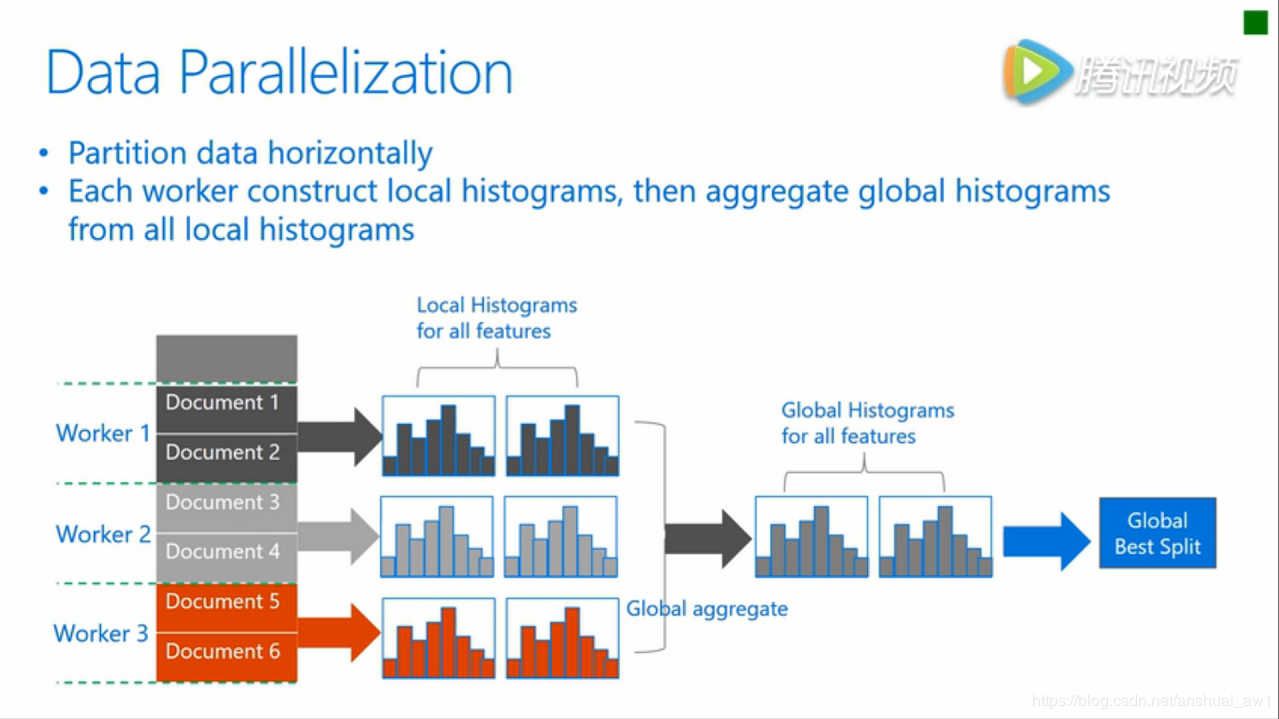 Data Parallelization
腾讯视频
• Partition data horizontally
• Each worker construct local histograms, then aggregate global histograms
from all local histograms
Local Histograms
for all features
Global Histograms
for all features
Worker 1
Document 1
Document 2
Worker 2
Document 3
Document 4
Worker 3
Document 5
Document 6
Global aggregate
Global
Best Split
https://blog.csdn.net/anshuai_aw1